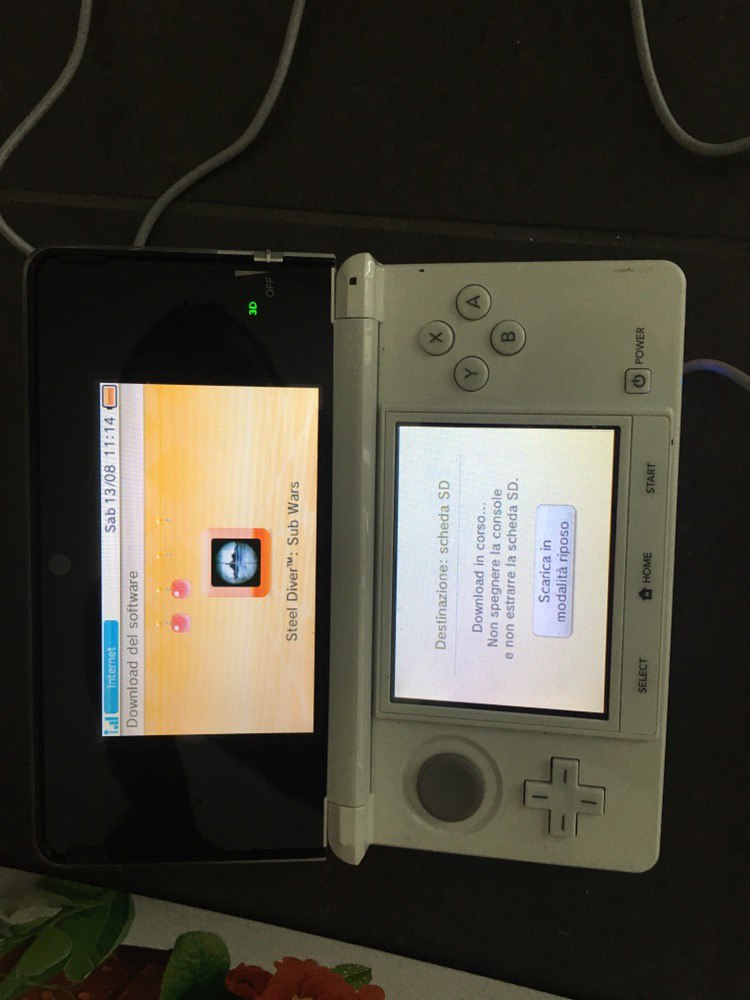 Internet
Sab 13/08 11:14
Download del software
Steel Diver™: Sub Wars
3D
OFF
Destinazione: scheda SD
Download in corso...
Non spegnere la console
e non estrarre la scheda SD.
Scarica in
modalità riposo
X
A
Y
B
SELECT
HOME
START
POWER